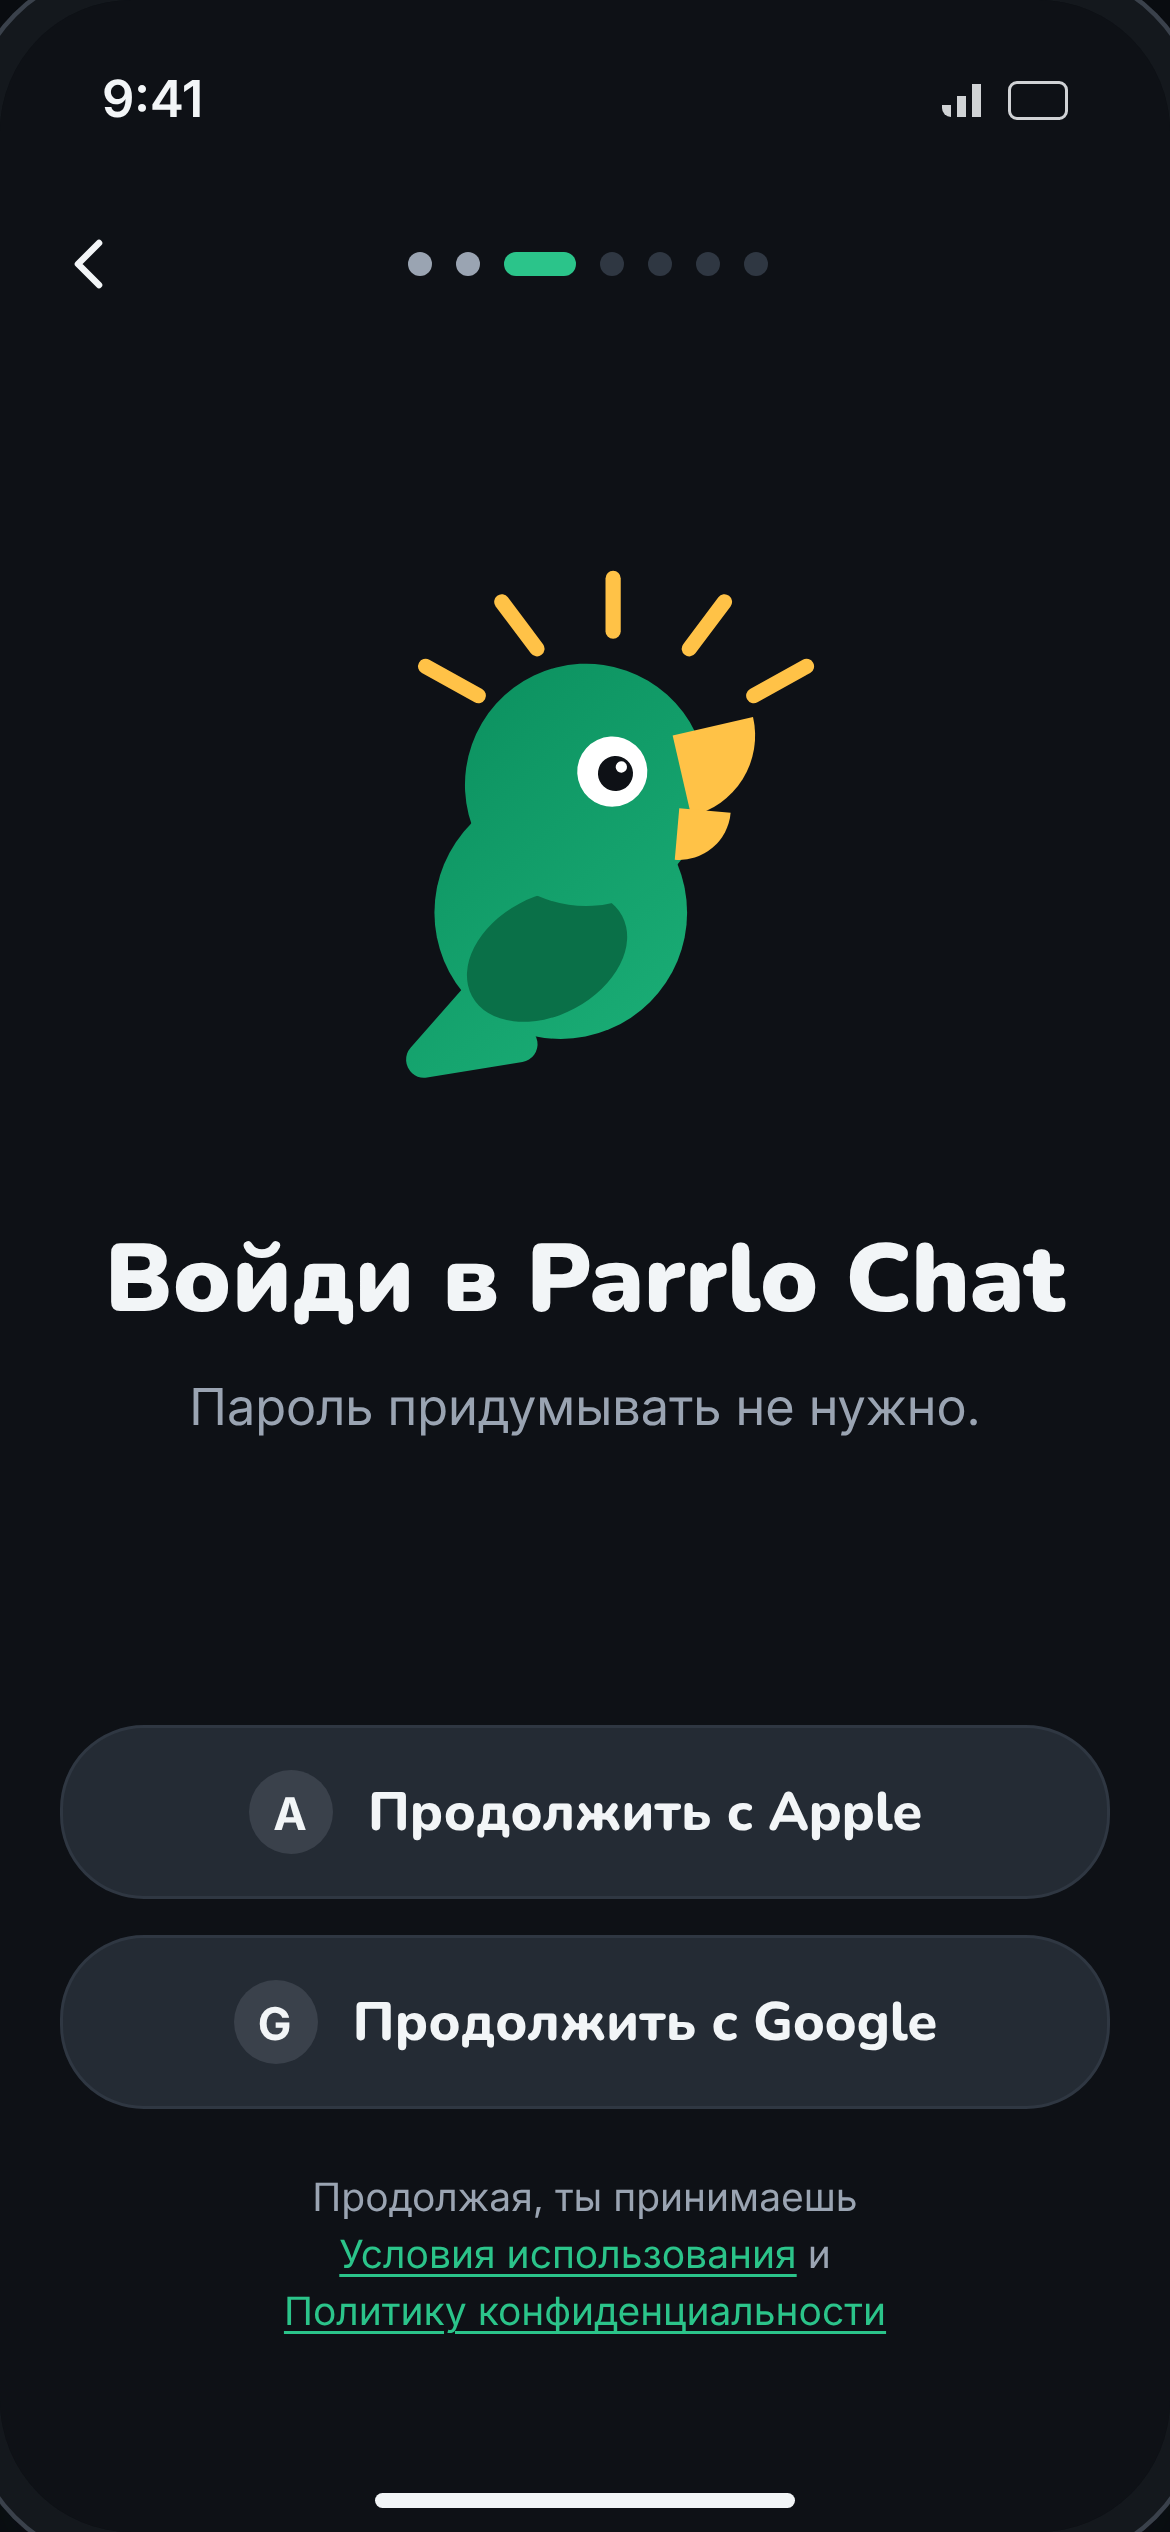 9:41
Войди в Parrlo Chat
Пароль придумывать не нужно.
A Продолжить с Apple
G Продолжить с Google
Продолжая, ты принимаешь
Условия использования и
Политику конфиденциальности